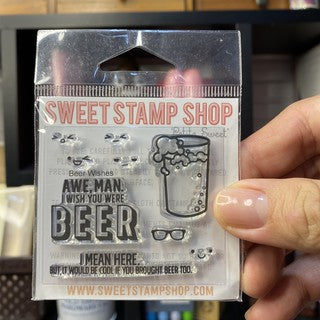 SWEET STAMP SHOP
Petite Sweet
Beer Wishes
AWE, MAN.
I WISH YOU WERE
BEER
I MEAN HERE.
BUT IT WOULD BE COOL IF YOU BROUGHT BEER TOO.
WWW.SWEETSTAMPSHOP.COM